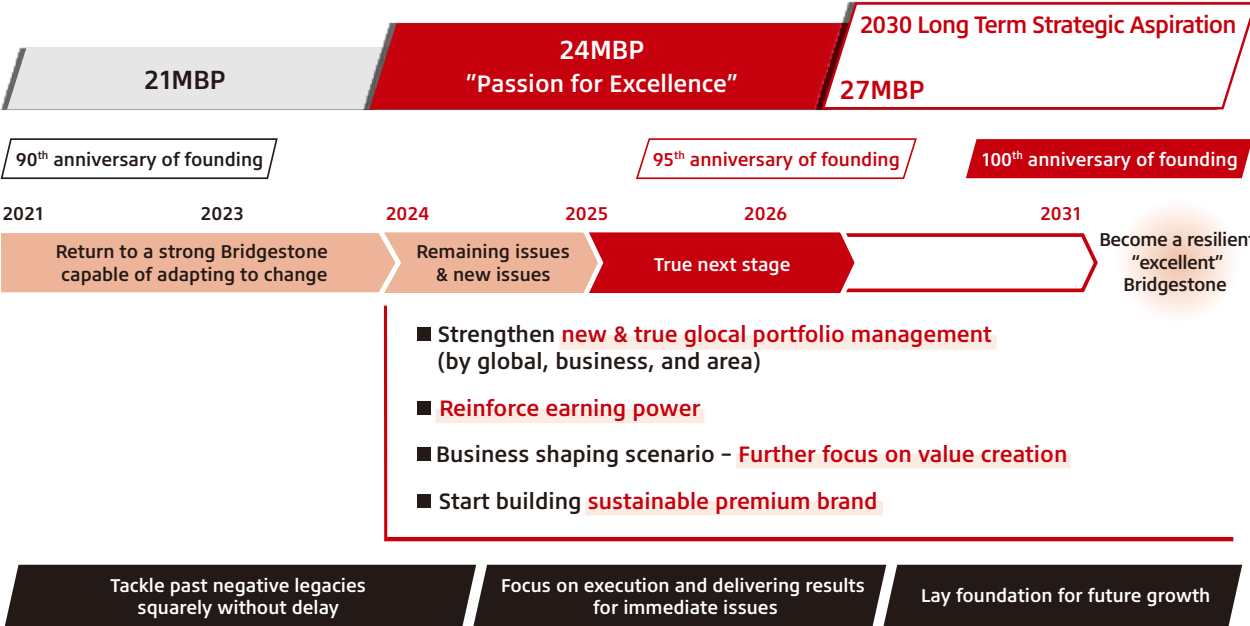 21MBP
24MBP
”Passion for Excellence”
2030 Long Term Strategic Aspiration
27MBP
90th anniversary of founding
95th anniversary of founding
100th anniversary of founding
2021
2023
2024
2025
2026
2031
Return to a strong Bridgestone
capable of adapting to change
Remaining issues
& new issues
True next stage
Become a resilient
“excellent”
Bridgestone
■ Strengthen new & true glocal portfolio management
(by global, business, and area)
■ Reinforce earning power
■ Business shaping scenario – Further focus on value creation
■ Start building sustainable premium brand
Tackle past negative legacies
squarely without delay
Focus on execution and delivering results
for immediate issues
Lay foundation for future growth